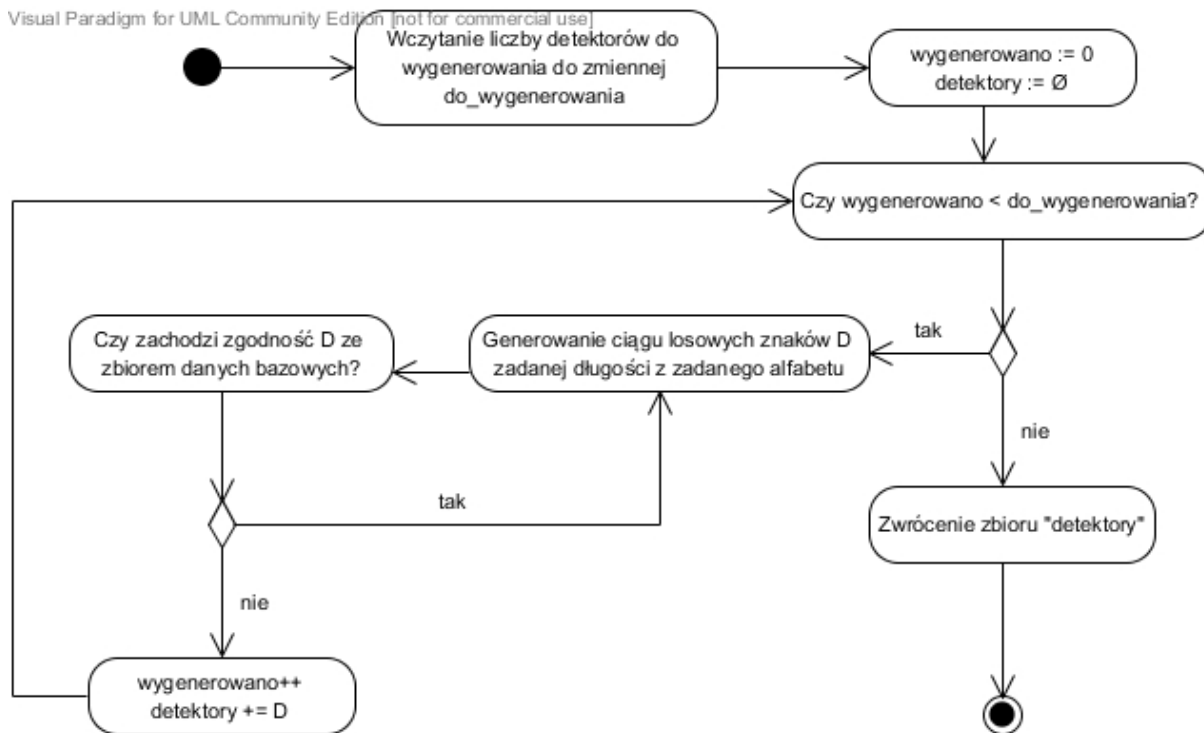 Visual Paradigm for UML Community Edition [not for commercial use]
Wczytanie liczby detektorów do
wygenerowania do zmiennej
do_wygenerowania
wygenerowano := 0
detektory := Ø
Czy wygenerowano < do_wygenerowania?
tak
nie
Generowanie ciągu losowych znaków D
zadanej długości z zadanego alfabetu
Czy zachodzi zgodność D ze
zbiorem danych bazowych?
tak
nie
wygenerowano++
detektory += D
Zwrócenie zbioru "detektory"